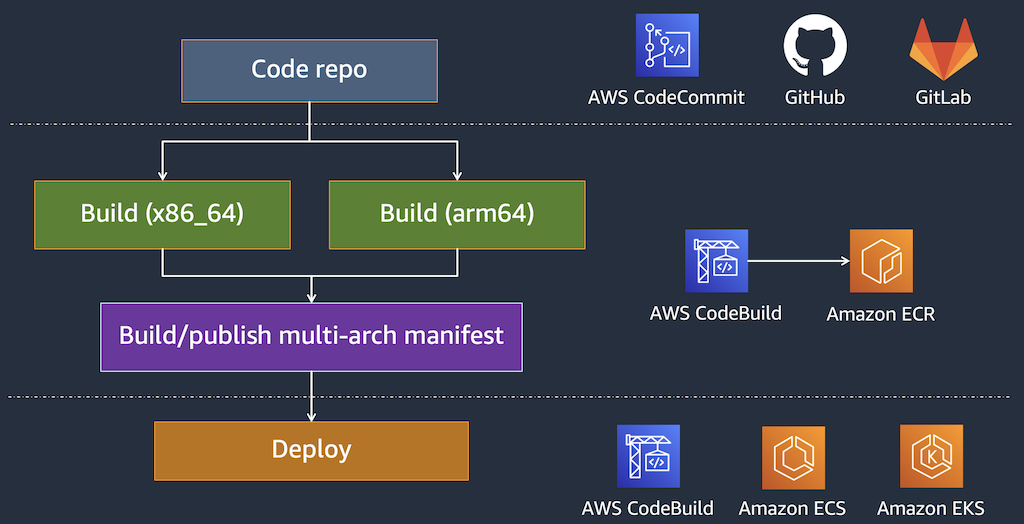 Code repo
AWS CodeCommit
GitHub
GitLab
Build (x86_64)
Build (arm64)
AWS CodeBuild
Amazon ECR
Build/publish multi-arch manifest
Deploy
AWS CodeBuild
Amazon ECS
Amazon EKS